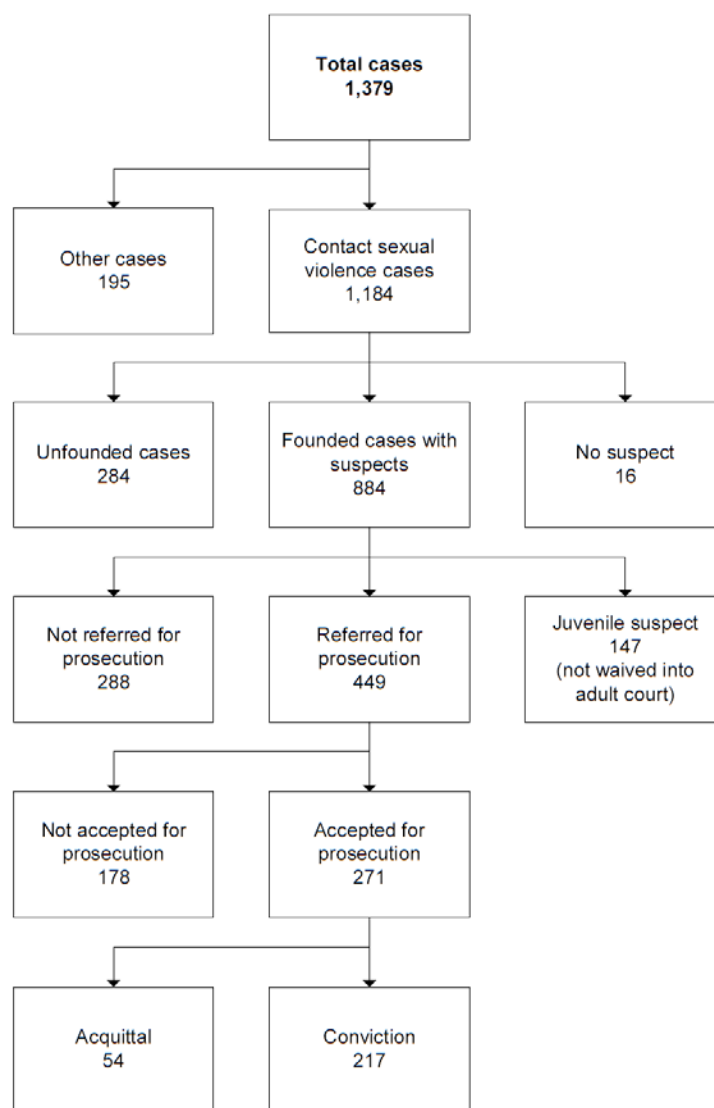 Total cases
1,379
Other cases
195
Contact sexual
violence cases
1,184
Unfounded cases
284
Founded cases with
suspects
884
No suspect
16
Not referred for
prosecution
288
Referred for
prosecution
449
Juvenile suspect
147
(not waived into
adult court)
Not accepted for
prosecution
178
Accepted for
prosecution
271
Acquittal
54
Conviction
217